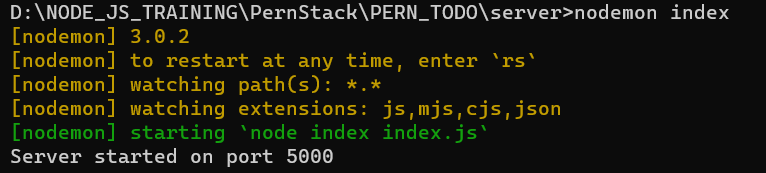 D:\NODE_JS_TRAINING\PernStack\PERN_TODO\server>nodemon index
[nodemon] 3.0.2
[nodemon] to restart at any time, enter `rs`
[nodemon] watching path(s): *.*
[nodemon] watching extensions: js,mjs,cjs,json
[nodemon] starting `node index index.js`
Server started on port 5000